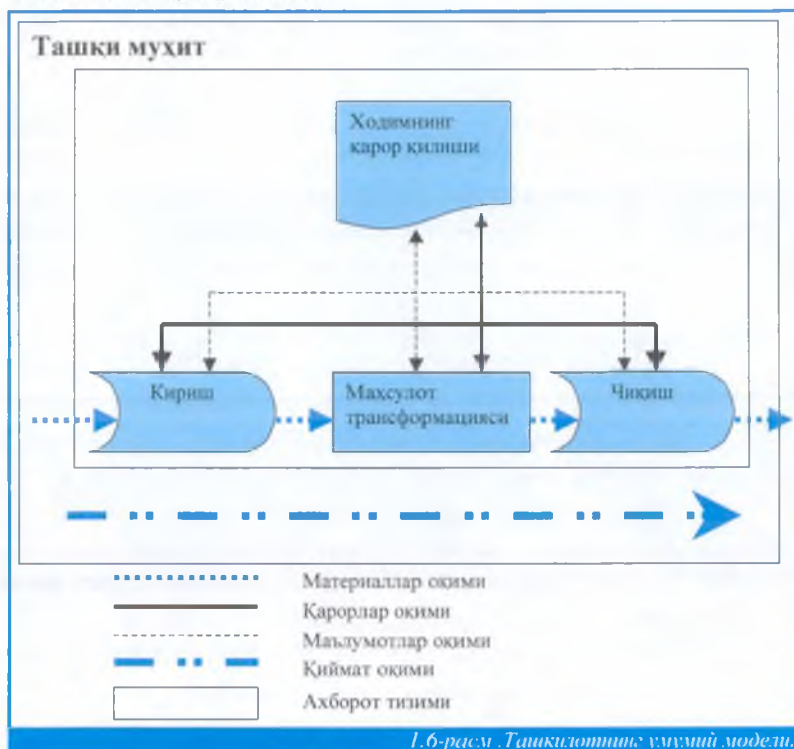 Ташқи муҳит
Ходимнинг
қарор қилиши
Кириш
Махсулот
трансформацияси
Чиқиш
Материаллар оқими
Қарорлар оқими
Маълумотлар оқими
Қиймат оқими
Ахборот тизими
1.6-расм .Ташкилотнинг умумий модели.